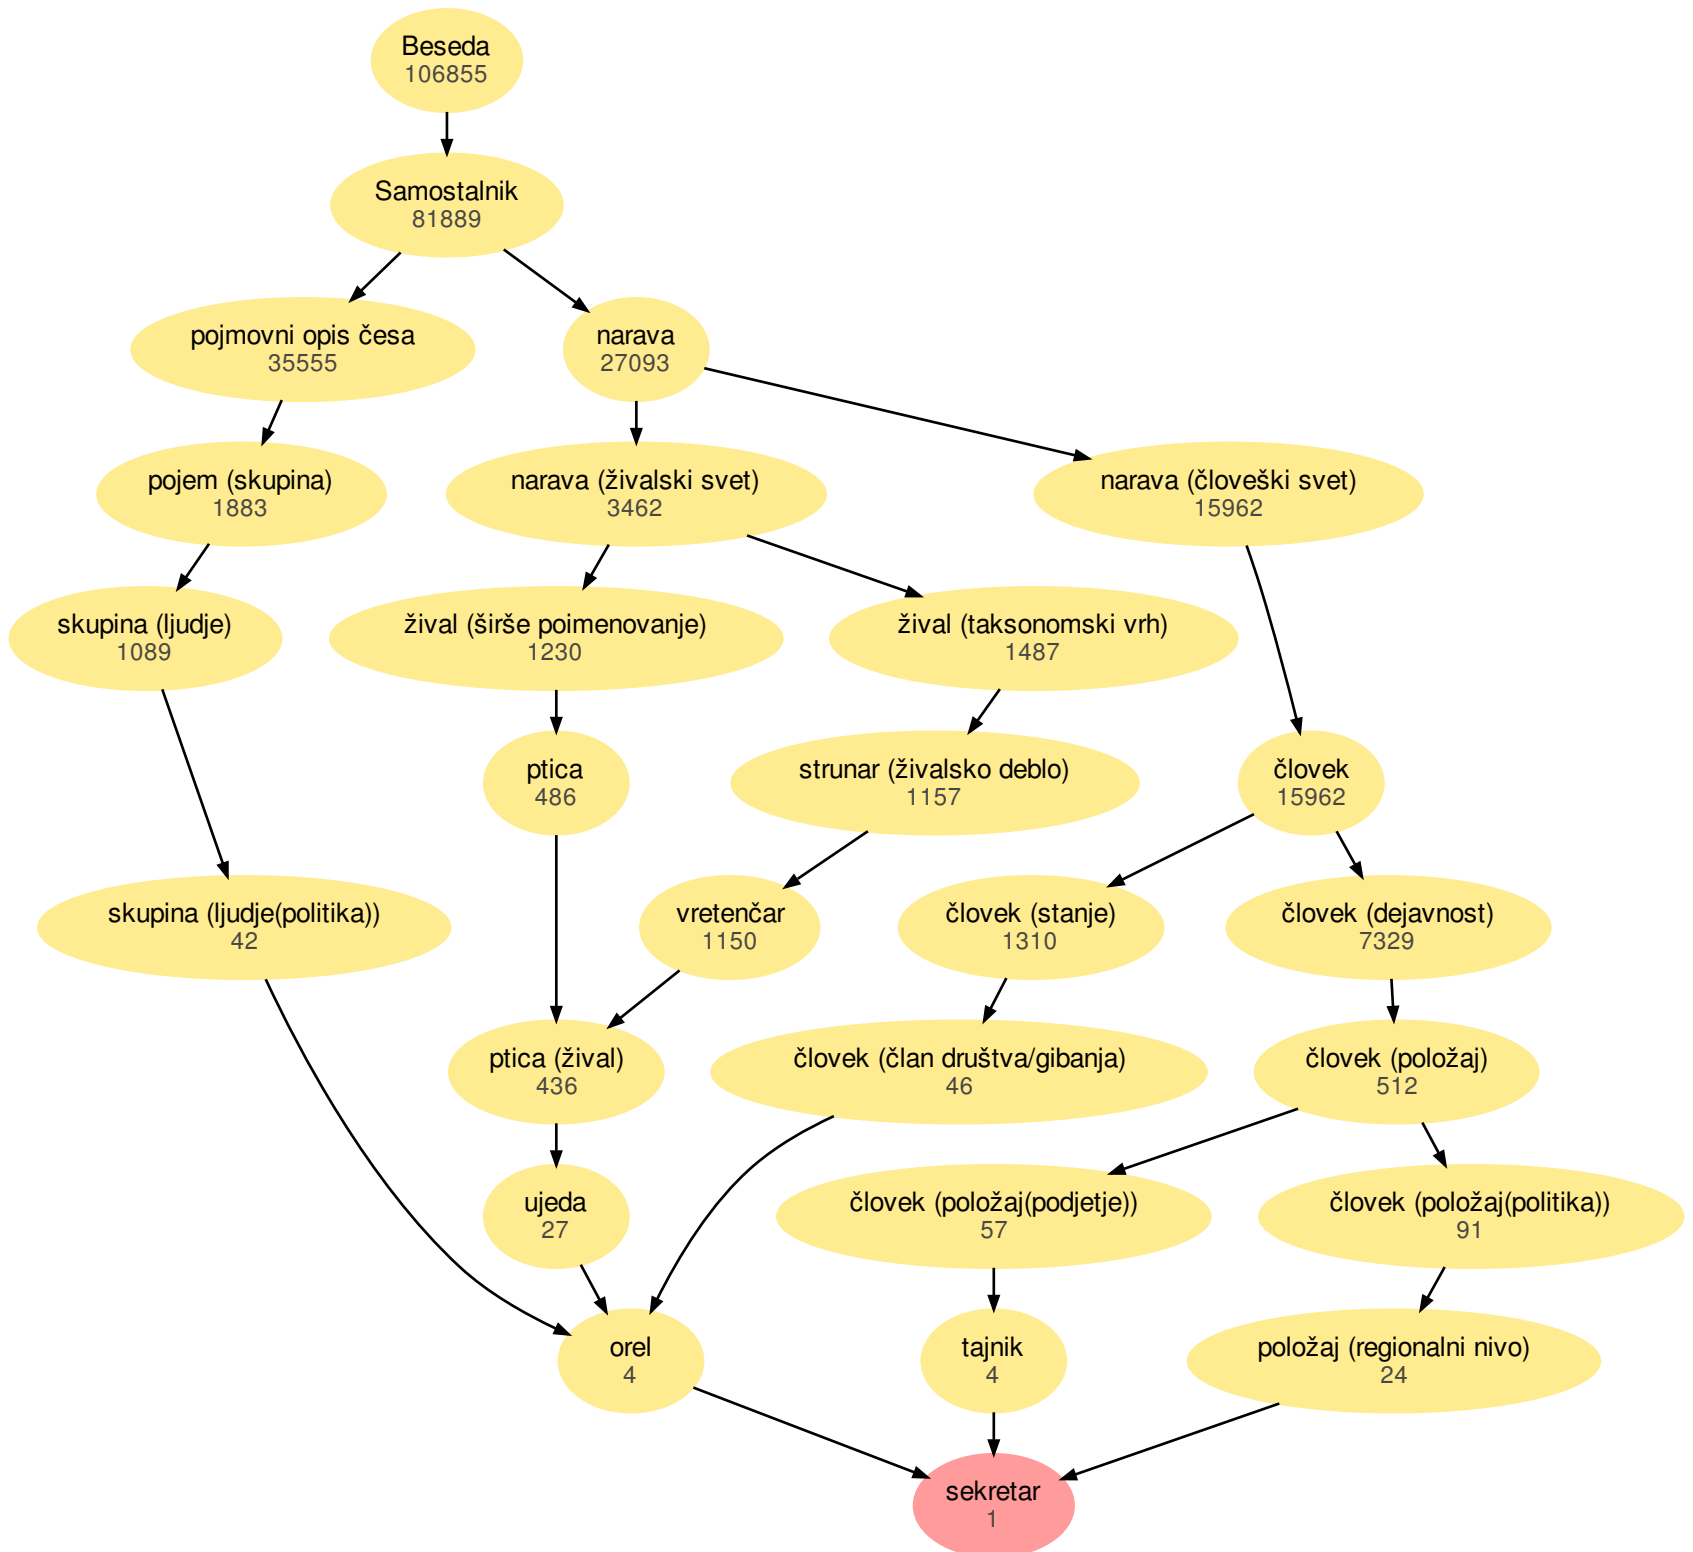 Beseda
106855
Samostalnik
81889
pojmovni opis česa
35555
narava
27093
pojem (skupina)
1883
narava (živalski svet)
3462
narava (človeški svet)
15962
skupina (ljudje)
1089
žival (širše poimenovanje)
1230
žival (taksonomski vrh)
1487
ptica
486
strunar (živalsko deblo)
1157
človek
15962
skupina (ljudje(politika))
42
vretenčar
1150
človek (stanje)
1310
človek (dejavnost)
7329
ptica (žival)
436
človek (član društva/gibanja)
46
človek (položaj)
512
ujeda
27
človek (položaj(podjetje))
57
človek (položaj(politika))
91
orel
4
tajnik
4
položaj (regionalni nivo)
24
sekretar
1